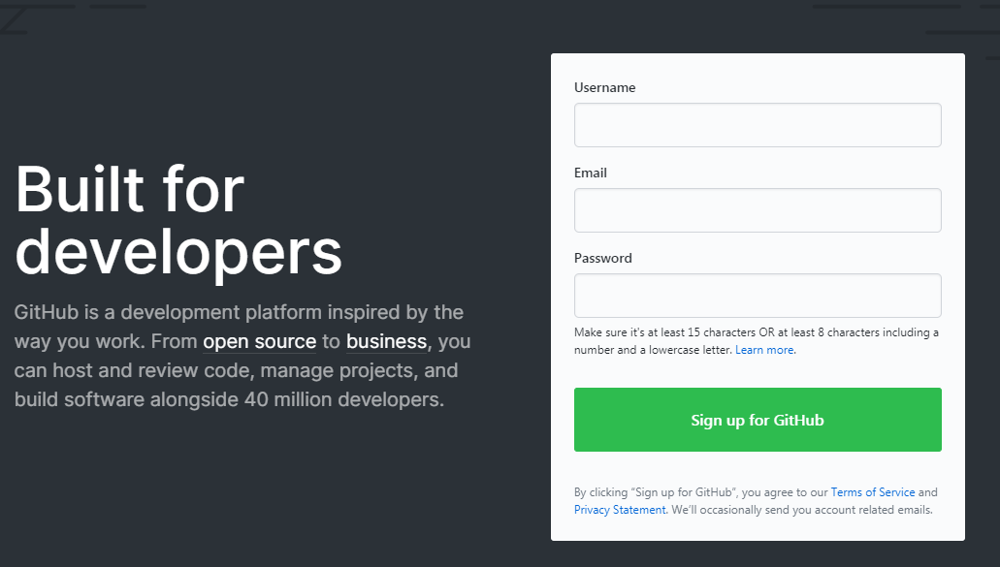 Built for
developers
GitHub is a development platform inspired by the
way you work. From open source to business, you
can host and review code, manage projects, and
build software alongside 40 million developers.
Username
Email
Password
Make sure it's at least 15 characters OR at least 8 characters including a
number and a lowercase letter. Learn more.
Sign up for GitHub
By clicking “Sign up for GitHub”, you agree to our Terms of Service and
Privacy Statement. We’ll occasionally send you account related emails.